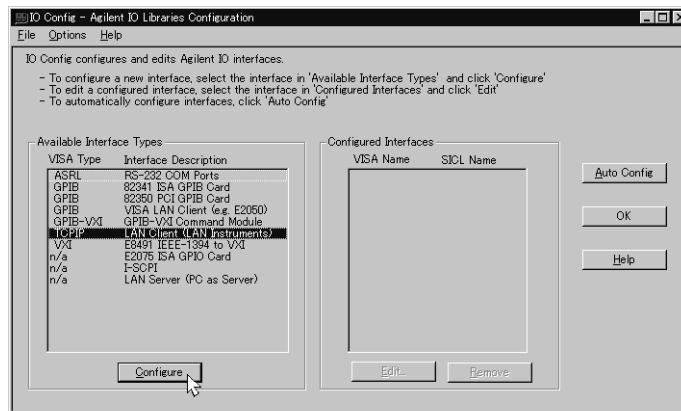 IO Config - Agilent IO Libraries Configuration
File Options Help
IO Config configures and edits Agilent IO interfaces.
- To configure a new interface, select the interface in 'Available Interface Types' and click 'Configure'
- To edit a configured interface, select the interface in 'Configured Interfaces' and click 'Edit'
- To automatically configure interfaces, click 'Auto Config'
Available Interface Types
VISA Type Interface Description
ASRL RS-232 COM Ports
GPIB 82341 ISA GPIB Card
GPIB 82350 PCI GPIB Card
GPIB VISA LAN Client (e.g. E2050)
GPIB-VXI GPIB-VXI Command Module
TCPIP LAN Client (LAN Instruments)
VXI E8491 IEEE-1394 to VXI
n/a E2075 ISA GPIO Card
n/a I-SCPI
n/a LAN Server (PC as Server)
Configure
Configured Interfaces
VISA Name SICL Name
Edit...
Remove
Auto Config
OK
Help